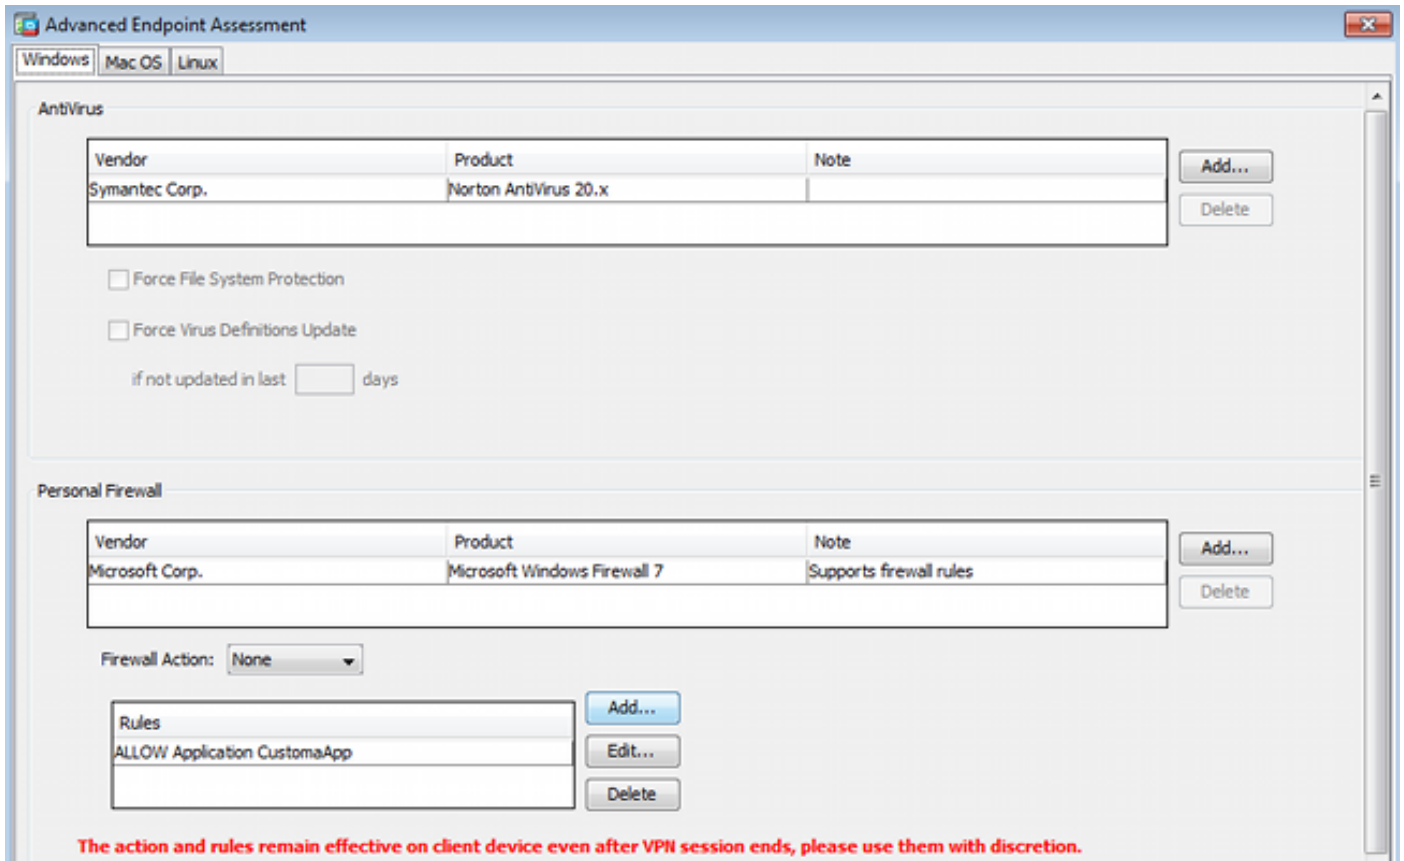 Advanced Endpoint Assessment
Windows Mac OS Linux
AntiVirus
Vendor Product Note
Add...
Symantec Corp. Norton AntiVirus 20.x
Delete
Force File System Protection
Force Virus Definitions Update
if not updated in last days
Personal Firewall
Vendor Product Note
Add...
Microsoft Corp. Microsoft Windows Firewall 7 Supports firewall rules
Delete
Firewall Action: None
Add...
Rules
ALLOW Application CustomaApp
Edit...
Delete
The action and rules remain effective on client device even after VPN session ends, please use them with discretion.